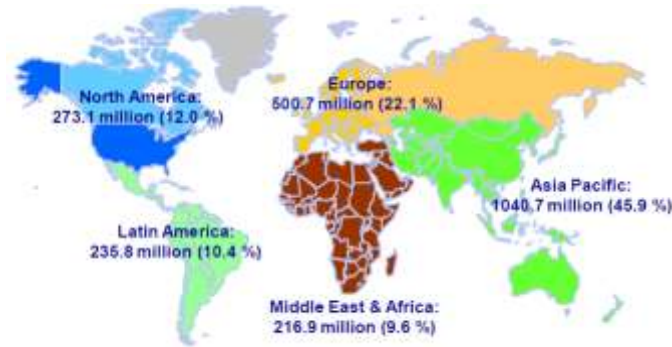 North America:
273.1 million (12.0 %)
Europe:
500.7 million (22.1 %)
Asia Pacific:
1040.7 million (45.9 %)
Latin America:
235.8 million (10.4 %)
Middle East & Africa:
216.9 million (9.6 %)